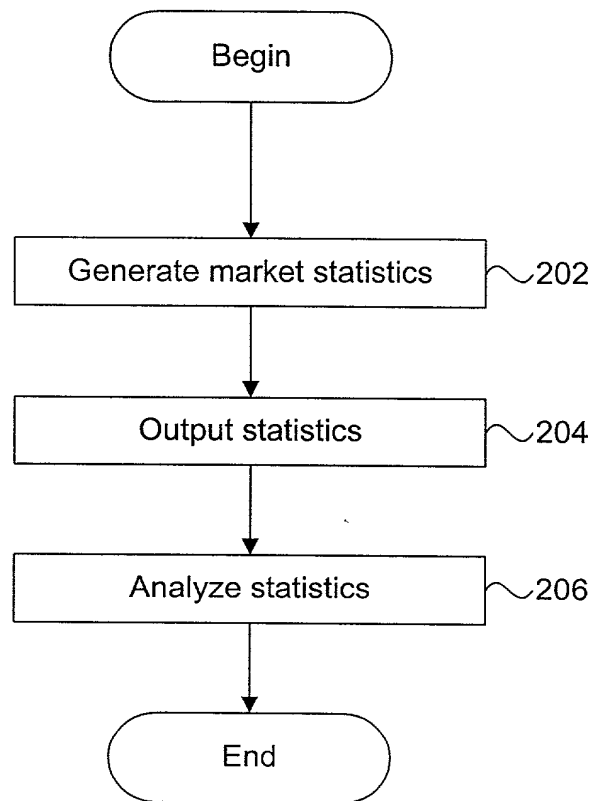 Begin
Generate market statistics 202
Output statistics 204
Analyze statistics 206
End